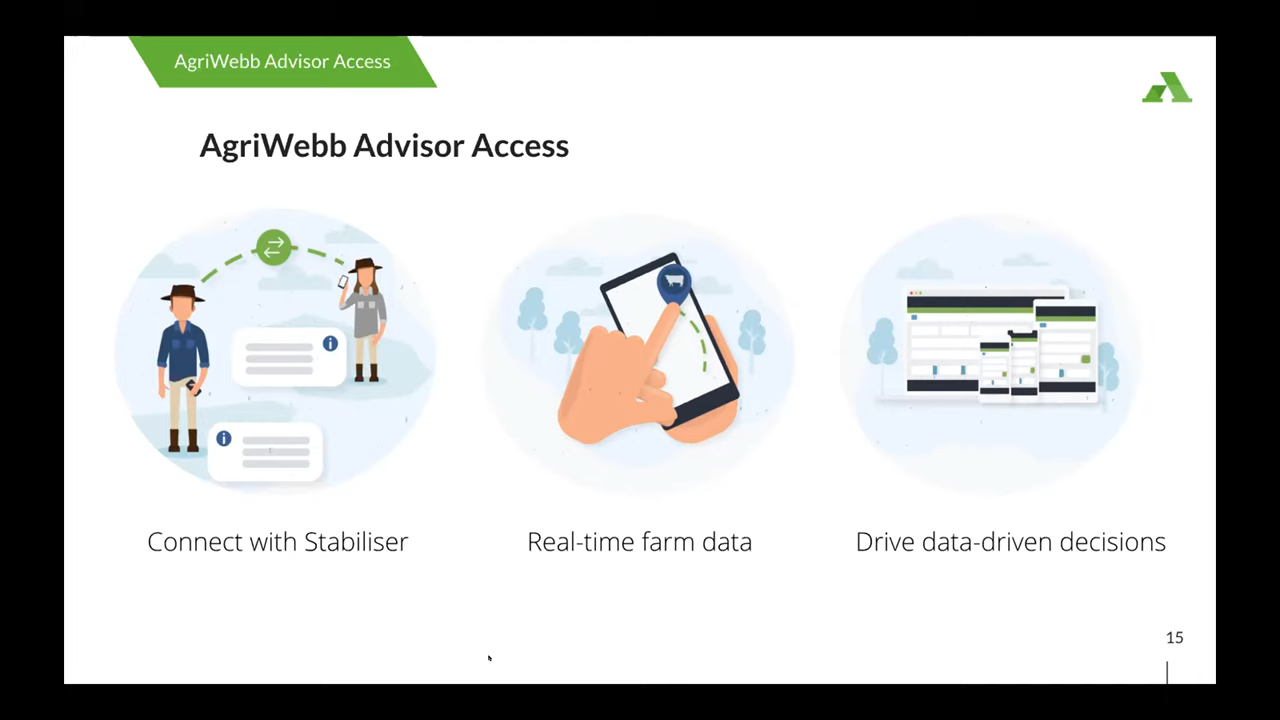 AgriWebb Advisor Access
AgriWebb Advisor Access
Connect with Stabiliser
Real-time farm data
Drive data-driven decisions
15